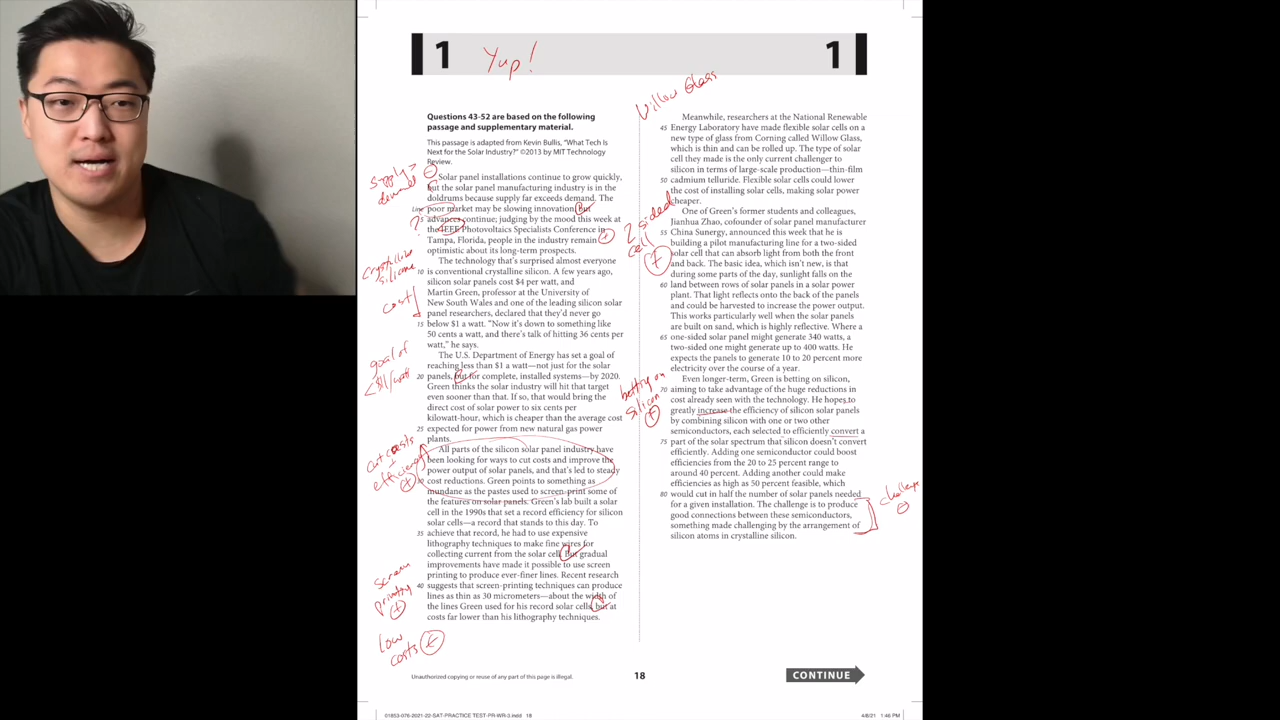 1
Yup!
1
Questions 43-52 are based on the following
passage and supplementary material.
This passage is adapted from Kevin Bullis, "What Tech Is
Next for the Solar Industry?" ©2013 by MIT Technology
Review.
Solar panel installations continue to grow quickly,
but the solar panel manufacturing industry is in the
doldrums because supply far exceeds demand. The
Line poor market may be slowing innovation, but
5 advances continue; judging by the mood this week at
the IEEE Photovoltaics Specialists Conference in
Tampa, Florida, people in the industry remain
optimistic about its long-term prospects.
The technology that's surprised almost everyone
10 is conventional crystalline silicon. A few years ago,
silicon solar panels cost $4 per watt, and
Martin Green, professor at the University of
New South Wales and one of the leading silicon solar
panel researchers, declared that they'd never go
15 below $1 a watt. "Now it's down to something like
50 cents a watt, and there's talk of hitting 36 cents per
watt," he says.
The U.S. Department of Energy has set a goal of
reaching less than $1 a watt—not just for the solar
20 panels, but for complete, installed systems—by 2020.
Green thinks the solar industry will hit that target
even sooner than that. If so, that would bring the
direct cost of solar power to six cents per
kilowatt-hour, which is cheaper than the average cost
25 expected for power from new natural gas power
plants.
All parts of the silicon solar panel industry have
been looking for ways to cut costs and improve the
power output of solar panels, and that's led to steady
30 cost reductions. Green points to something as
mundane as the pastes used to screen-print some of
the features on solar panels. Green's lab built a solar
cell in the 1990s that set a record efficiency for silicon
solar cells—a record that stands to this day. To
35 achieve that record, he had to use expensive
lithography techniques to make fine wires for
collecting current from the solar cell. But gradual
improvements have made it possible to use screen
printing to produce ever-finer lines. Recent research
40 suggests that screen-printing techniques can produce
lines as thin as 30 micrometers—about the width of
the lines Green used for his record solar cells, but at
costs far lower than his lithography techniques.
supply >
demand
?
crystalline
silicone
cost
goal of
<$1/watt
cut costs
+
efficiency
screen
printing
low
costs
Willow Glass
Meanwhile, researchers at the National Renewable
45 Energy Laboratory have made flexible solar cells on a
new type of glass from Corning called Willow Glass,
which is thin and can be rolled up. The type of solar
cell they made is the only current challenger to
silicon in terms of large-scale production—thin-film
50 cadmium telluride. Flexible solar cells could lower
the cost of installing solar cells, making solar power
cheaper.
One of Green's former students and colleagues,
Jianhua Zhao, cofounder of solar panel manufacturer
55 China Sunergy, announced this week that he is
building a pilot manufacturing line for a two-sided
solar cell that can absorb light from both the front
and back. The basic idea, which isn't new, is that
during some parts of the day, sunlight falls on the
60 land between rows of solar panels in a solar power
plant. That light reflects onto the back of the panels
and could be harvested to increase the power output.
This works particularly well when the solar panels
are built on sand, which is highly reflective. Where a
65 one-sided solar panel might generate 340 watts, a
two-sided one might generate up to 400 watts. He
expects the panels to generate 10 to 20 percent more
electricity over the course of a year.
Even longer-term, Green is betting on silicon,
70 aiming to take advantage of the huge reductions in
cost already seen with the technology. He hopes to
greatly increase the efficiency of silicon solar panels
by combining silicon with one or two other
semiconductors, each selected to efficiently convert a
75 part of the solar spectrum that silicon doesn't convert
efficiently. Adding one semiconductor could boost
efficiencies from the 20 to 25 percent range to
around 40 percent. Adding another could make
efficiencies as high as 50 percent feasible, which
80 would cut in half the number of solar panels needed
for a given installation. The challenge is to produce
good connections between these semiconductors,
something made challenging by the arrangement of
silicon atoms in crystalline silicon.
2 sided
cell
betting on
silicon
challenge
Unauthorized copying or reuse of any part of this page is illegal.
18
CONTINUE
01853-076-2021-22-SAT-PRACTICE TEST-PR-WR-3.indd 18
4/8/21 1:46 PM